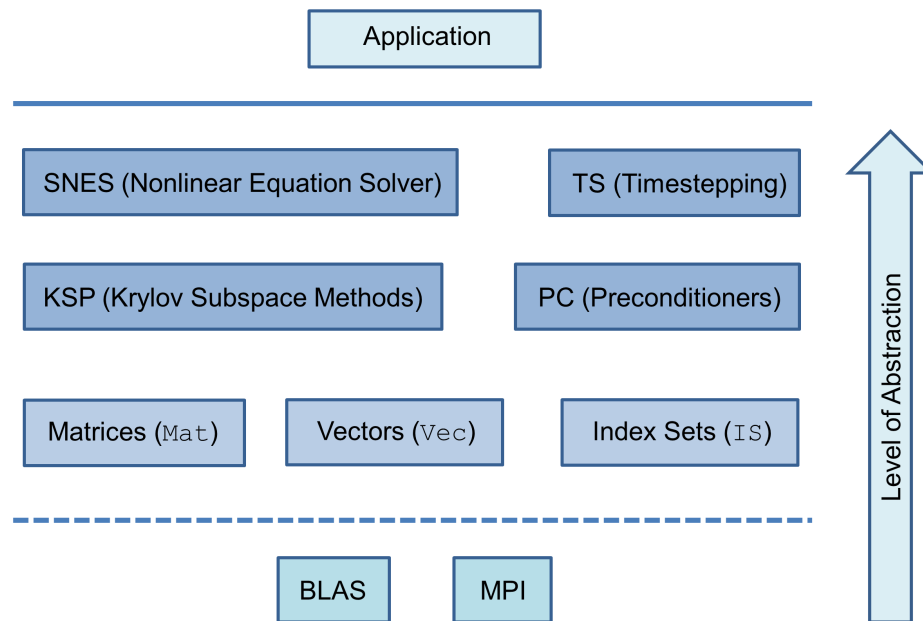 Application
SNES (Nonlinear Equation Solver)
TS (Timestepping)
KSP (Krylov Subspace Methods)
PC (Preconditioners)
Matrices (Mat)
Vectors (Vec)
Index Sets (IS)
BLAS
MPI
Level of Abstraction